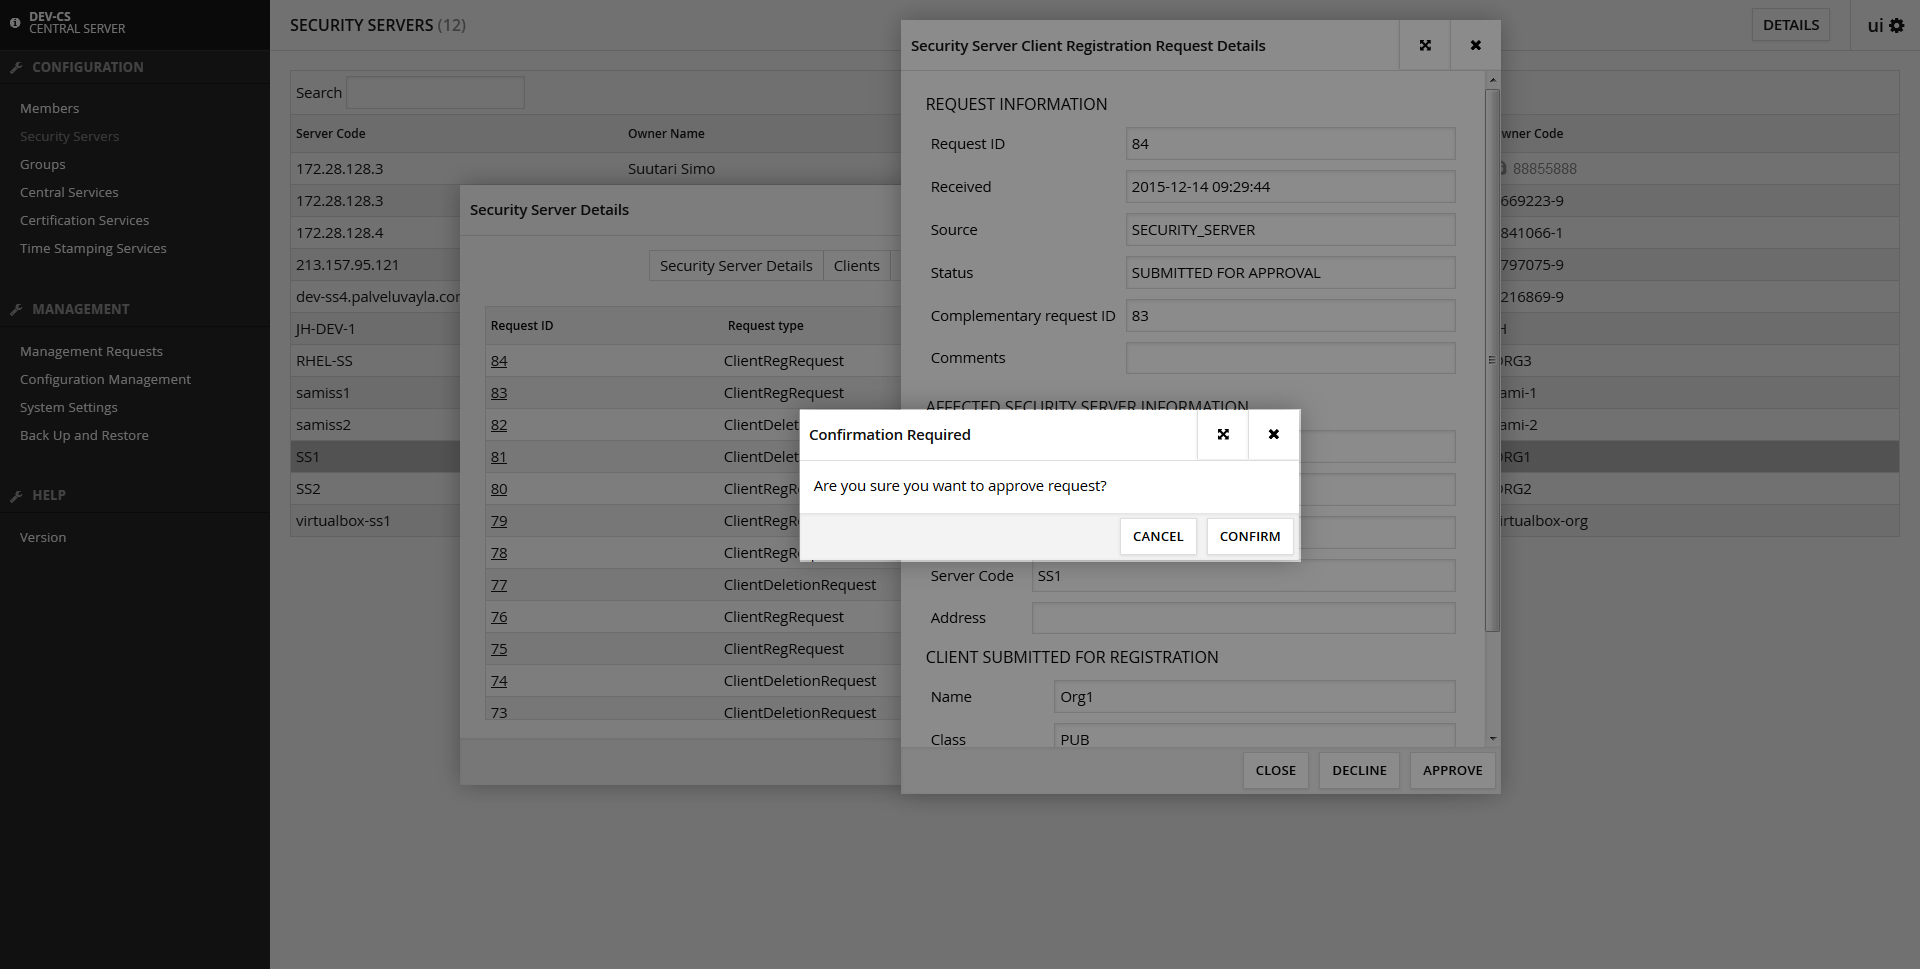 DEV-CS
CENTRAL SERVER
CONFIGURATION
Members
Security Servers
Groups
Central Services
Certification Services
Time Stamping Services
MANAGEMENT
Management Requests
Configuration Management
System Settings
Back Up and Restore
HELP
Version
SECURITY SERVERS (12)
DETAILS
ui
Search
Server Code
Owner Name
172.28.128.3
Suutari Simo
88855888
172.28.128.3
669223-9
172.28.128.4
841066-1
213.157.95.121
797075-9
dev-ss4.palveluvayla.co
216869-9
JH-DEV-1
RHEL-SS
samiss1
samiss2
SS1
SS2
virtualbox-ss1
wner Code
RG3
ami-1
ami-2
RG1
RG2
irtualbox-org
Security Server Details
Security Server Details
Clients
Request ID
Request type
84
ClientRegRequest
83
ClientRegRequest
82
ClientDelet
81
ClientDelet
80
ClientRegR
79
ClientRegR
78
ClientRegR
77
ClientDeletionRequest
76
ClientRegRequest
75
ClientRegRequest
74
ClientDeletionRequest
73
ClientDeletionRequest
Security Server Client Registration Request Details
REQUEST INFORMATION
Request ID
84
Received
2015-12-14 09:29:44
Source
SECURITY_SERVER
Status
SUBMITTED FOR APPROVAL
Complementary request ID
83
Comments
AFFECTED SECURITY SERVER INFORMATION
Server Code
SS1
Address
CLIENT SUBMITTED FOR REGISTRATION
Name
Org1
Class
PUB
CLOSE
DECLINE
APPROVE
Confirmation Required
Are you sure you want to approve request?
CANCEL
CONFIRM